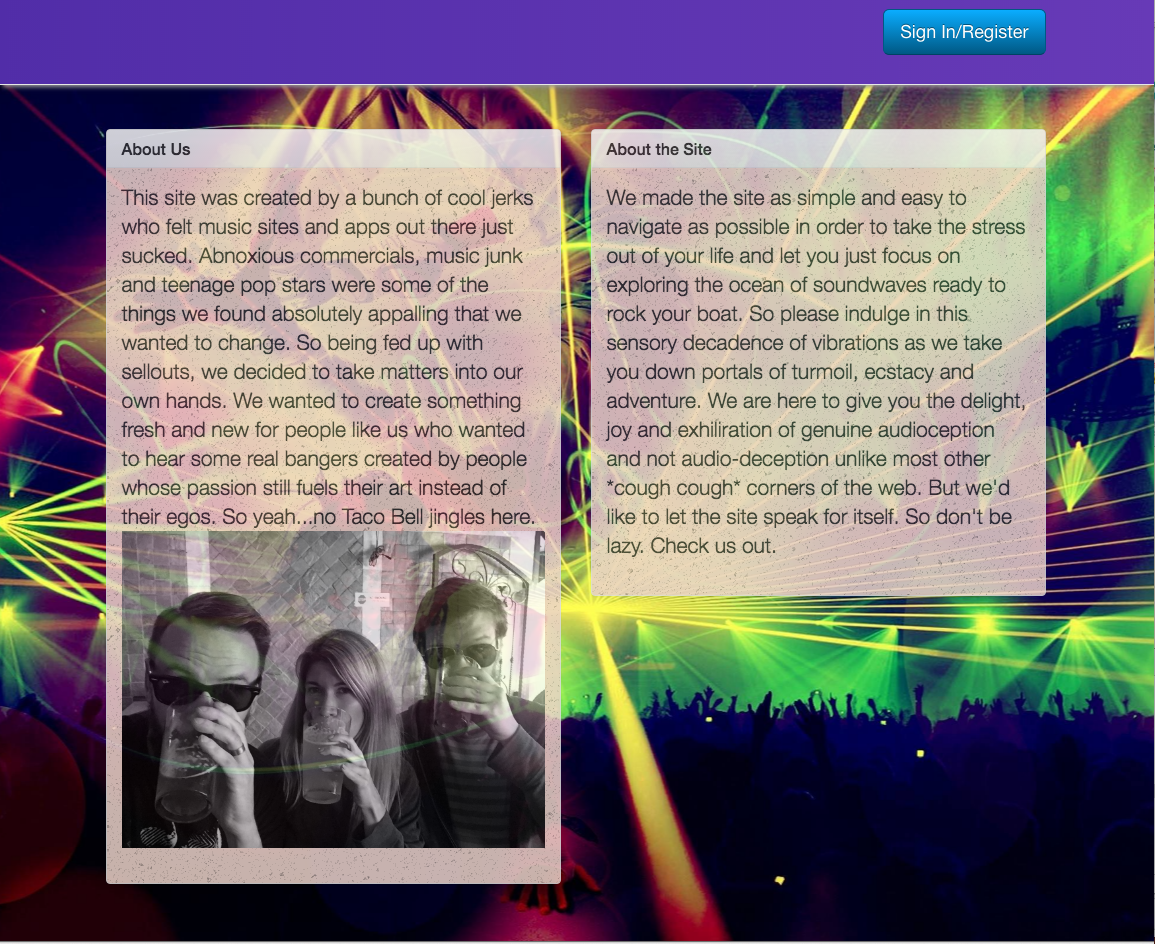 Sign In/Register
About Us
This site was created by a bunch of cool jerks
who felt music sites and apps out there just
sucked. Abnoxious commercials, music junk
and teenage pop stars were some of the
things we found absolutely appalling that we
wanted to change. So being fed up with
sellouts, we decided to take matters into our
own hands. We wanted to create something
fresh and new for people like us who wanted
to hear some real bangers created by people
whose passion still fuels their art instead of
their egos. So yeah...no Taco Bell jingles here.
About the Site
We made the site as simple and easy to
navigate as possible in order to take the stress
out of your life and let you just focus on
exploring the ocean of soundwaves ready to
rock your boat. So please indulge in this
sensory decadence of vibrations as we take
you down portals of turmoil, ecstacy and
adventure. We are here to give you the delight,
joy and exhiliration of genuine audioception
and not audio-deception unlike most other
*cough cough* corners of the web. But we'd
like to let the site speak for itself. So don't be
lazy. Check us out.